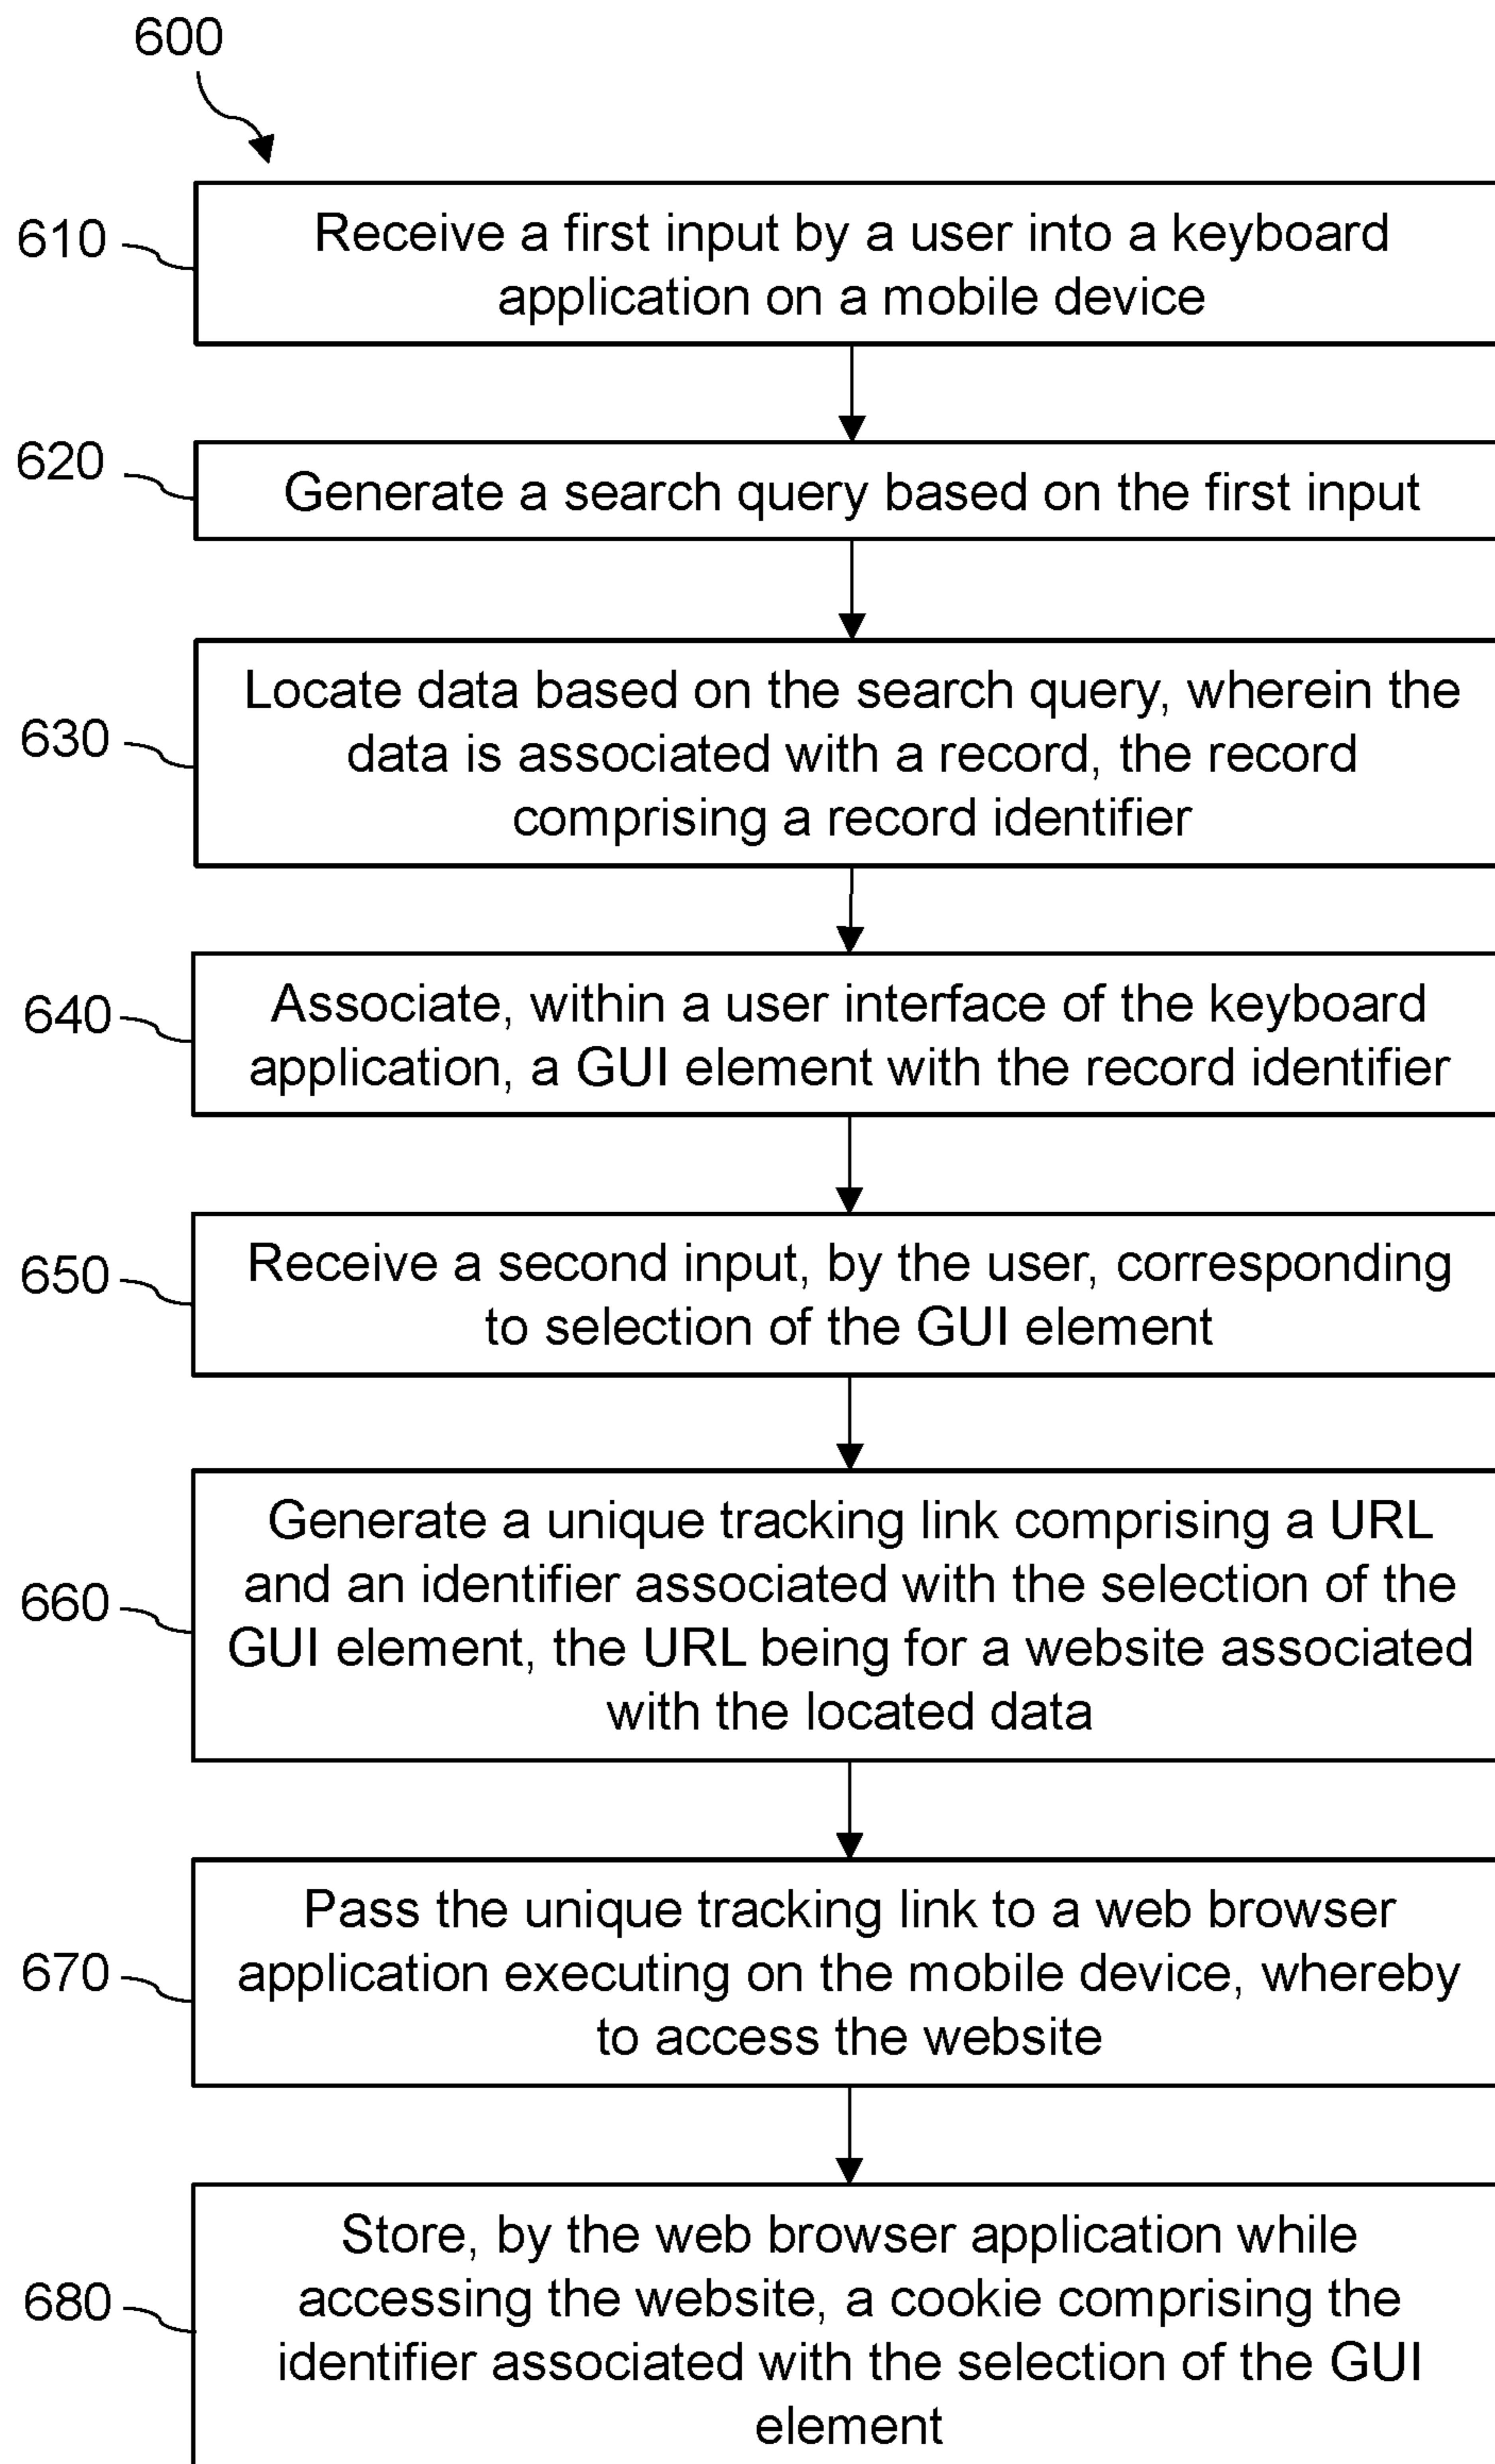 600
610
Receive a first input by a user into a keyboard
application on a mobile device
620
Generate a search query based on the first input
630
Locate data based on the search query, wherein the
data is associated with a record, the record
comprising a record identifier
640
Associate, within a user interface of the keyboard
application, a GUI element with the record identifier
650
Receive a second input, by the user, corresponding
to selection of the GUI element
660
Generate a unique tracking link comprising a URL
and an identifier associated with the selection of the
GUI element, the URL being for a website associated
with the located data
670
Pass the unique tracking link to a web browser
application executing on the mobile device, whereby
to access the website
680
Store, by the web browser application while
accessing the website, a cookie comprising the
identifier associated with the selection of the GUI
element